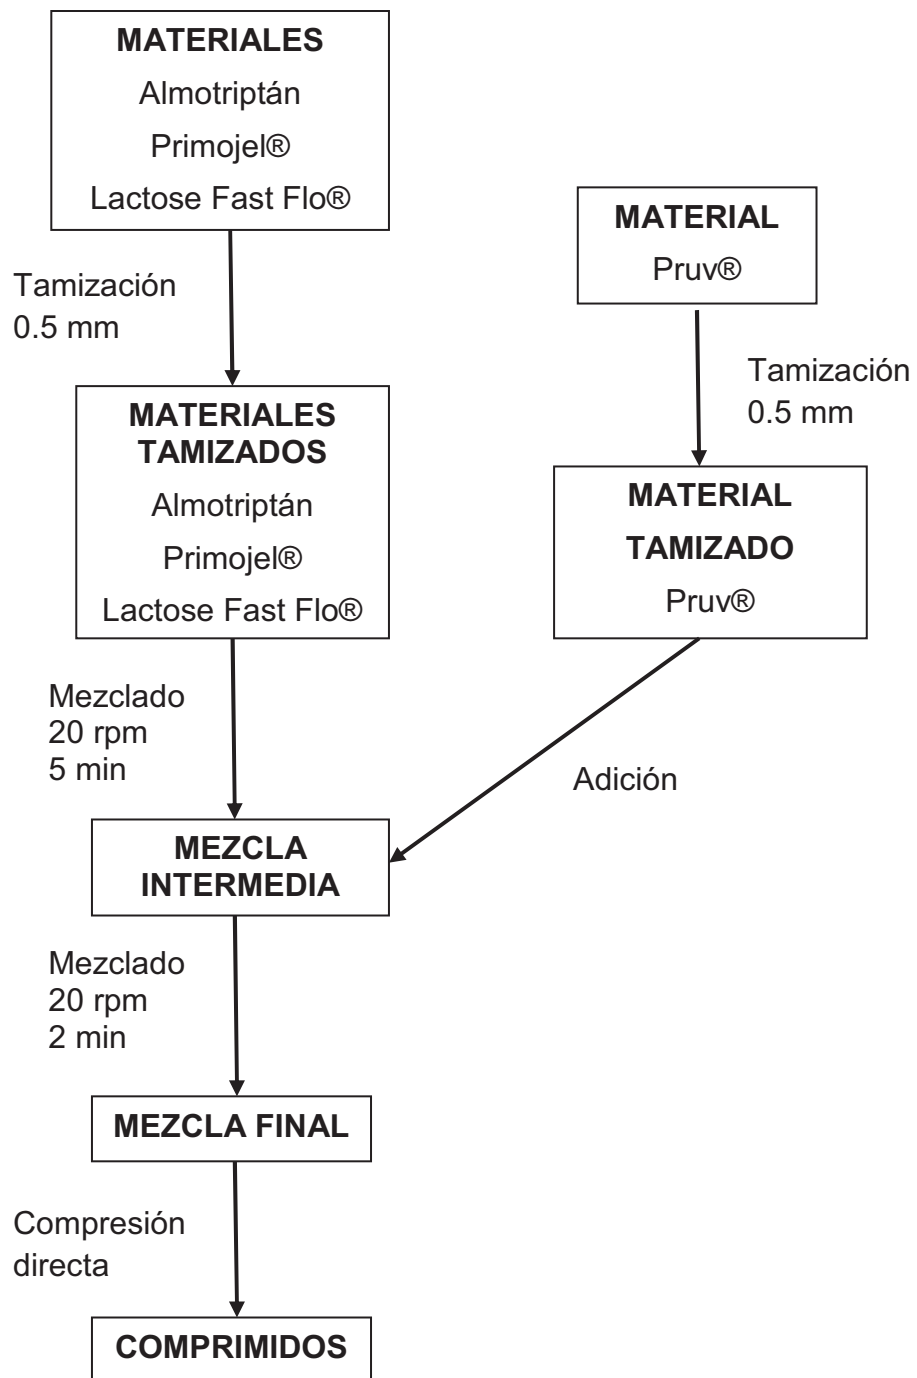 MATERIALES
Almotriptán
Primojel®
Lactose Fast Flo®
MATERIAL
Pruv®
Tamización
0.5 mm
Tamización
0.5 mm
MATERIALES
TAMIZADOS
Almotriptán
Primojel®
Lactose Fast Flo®
MATERIAL
TAMIZADO
Pruv®
Mezclado
20 rpm
5 min
Adición
MEZCLA
INTERMEDIA
Mezclado
20 rpm
2 min
MEZCLA FINAL
Compresión
directa
COMPRIMIDOS